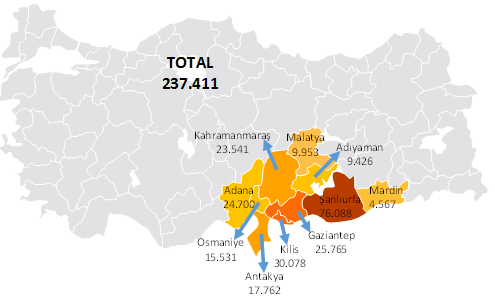 TOTAL
237.411
Kahramanmaraş
23.541
Malatya
9.953
Adıyaman
9.426
Adana
24.700
Şanlıurfa
76.088
Mardin
4.567
Osmaniye
15.531
Gaziantep
25.765
Kilis
30.078
Antakya
17.762